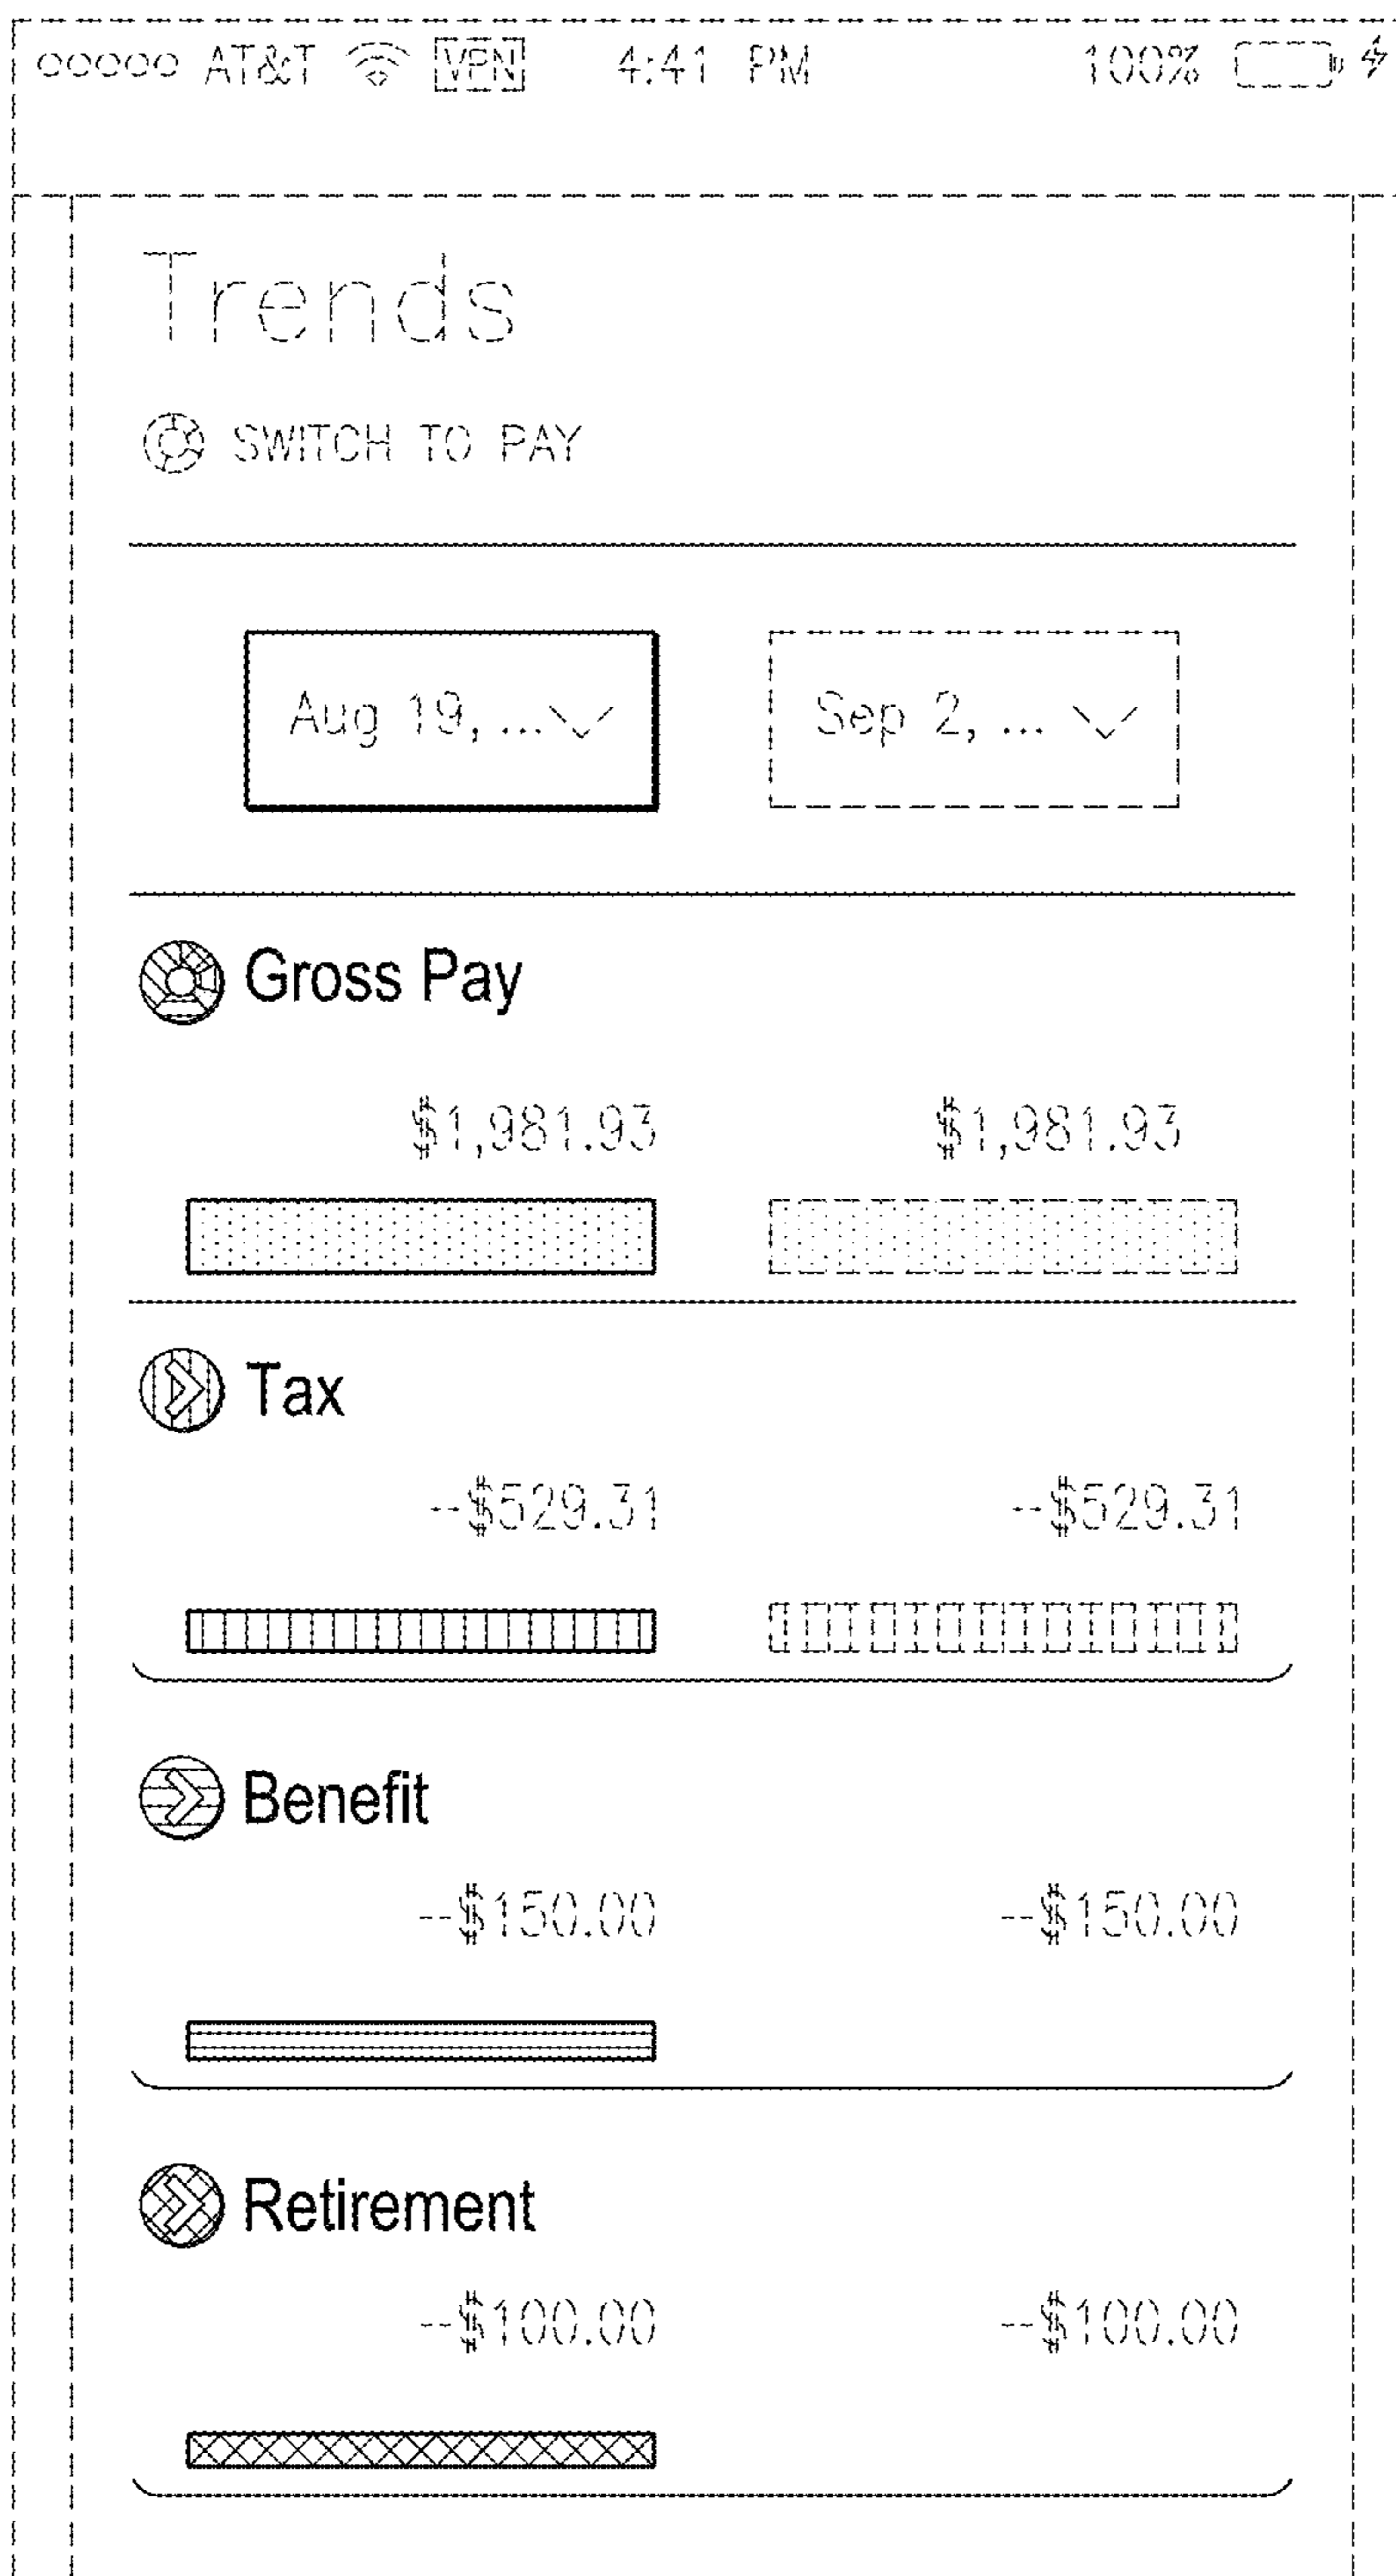 AT&T VPN 4:41 PM 100%
Trends
SWITCH TO PAY
Aug 19, ... Sep 2, ...
Gross Pay
$1,981.93 $1,981.93
Tax
--$529.31 --$529.31
Benefit
--$150.00 --$150.00
Retirement
--$100.00 --$100.00